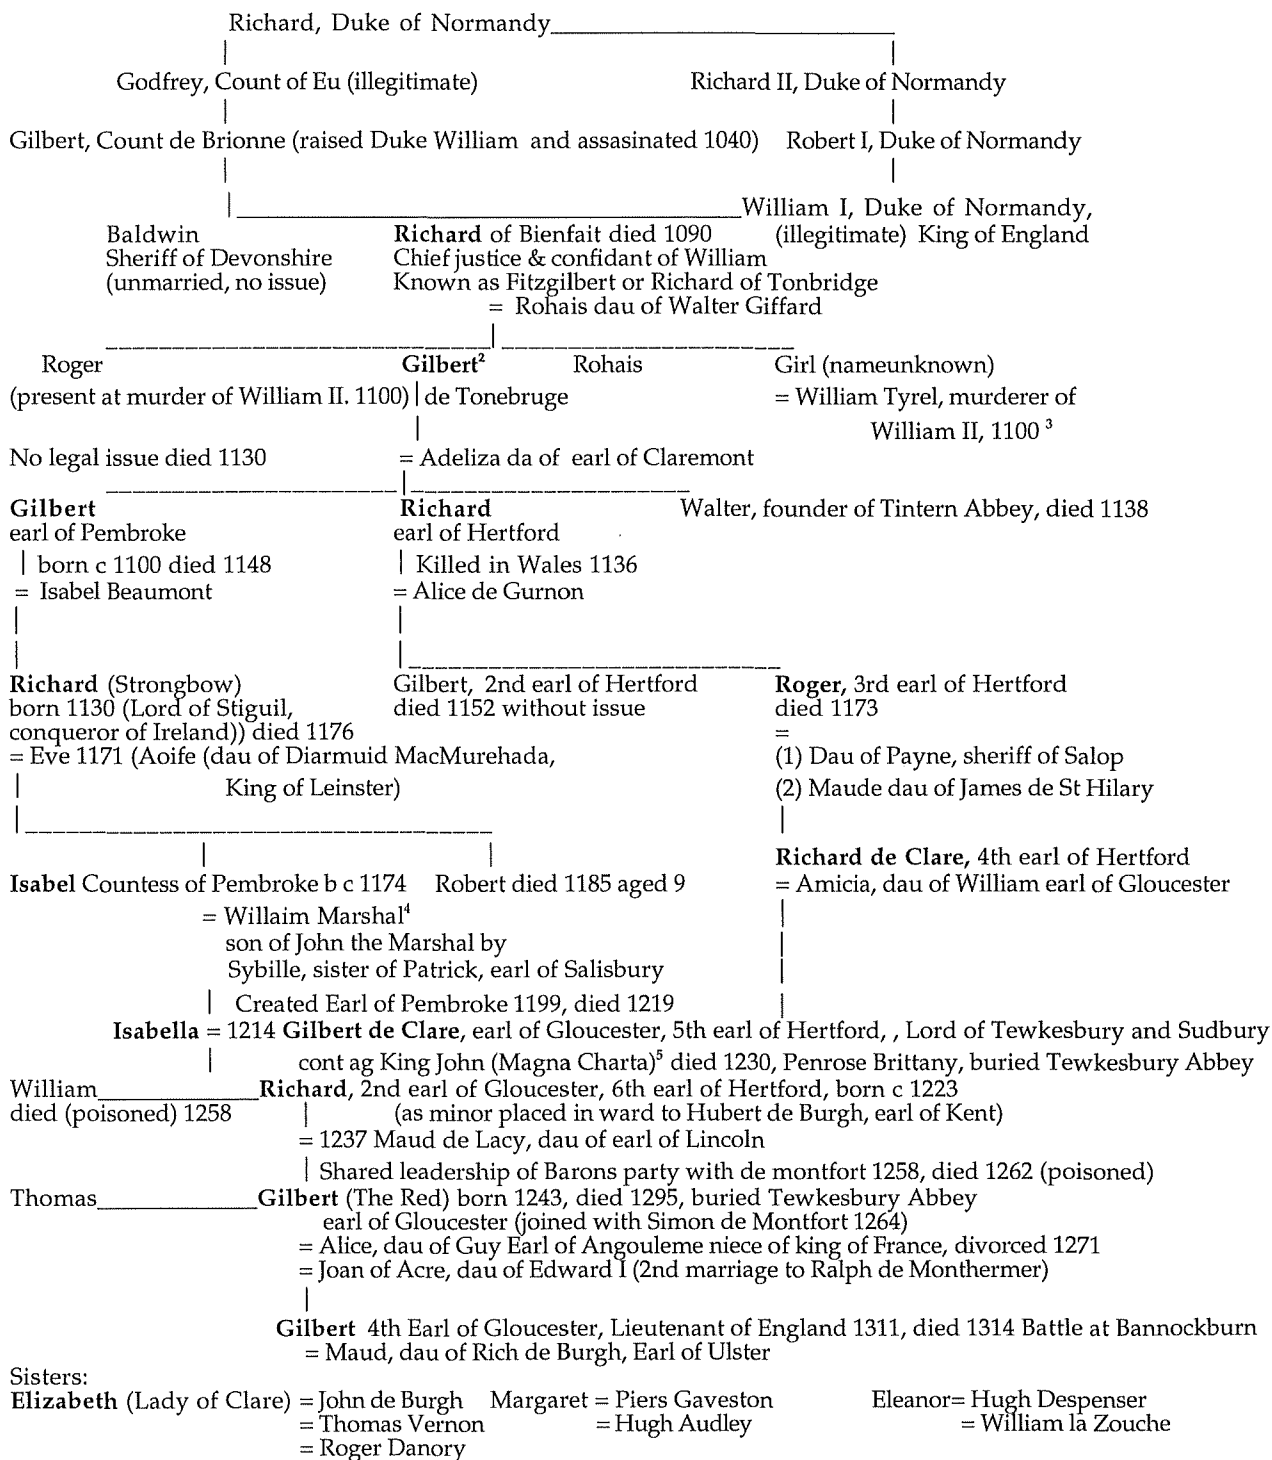 Richard, Duke of Normandy
Godfrey, Count of Eu (illegitimate) Richard II, Duke of Normandy
Gilbert, Count de Brionne (raised Duke William and assasinated 1040) Robert I, Duke of Normandy
William I, Duke of Normandy,
Baldwin Richard of Bienfait died 1090 (illegitimate) King of England
Sheriff of Devonshire Chief justice & confidant of William
(unmarried, no issue) Known as Fitzgilbert or Richard of Tonbridge
= Rohais dau of Walter Giffard
Roger Gilbert² Rohais Girl (nameunknown)
(present at murder of William II. 1100) de Tonebruge = William Tyrel, murderer of
William II, 1100 ³
No legal issue died 1130 = Adeliza da of earl of Claremont
Gilbert Richard Walter, founder of Tintern Abbey, died 1138
earl of Pembroke earl of Hertford
born c 1100 died 1148 Killed in Wales 1136
= Isabel Beaumont = Alice de Gurnon
Richard (Strongbow) Gilbert, 2nd earl of Hertford Roger, 3rd earl of Hertford
born 1130 (Lord of Stiguil, died 1152 without issue died 1173
conqueror of Ireland)) died 1176 =
= Eve 1171 (Aoife (dau of Diarmuid MacMurehada, (1) Dau of Payne, sheriff of Salop
King of Leinster) (2) Maude dau of James de St Hilary
Richard de Clare, 4th earl of Hertford
Isabel Countess of Pembroke b c 1174 Robert died 1185 aged 9 = Amicia, dau of William earl of Gloucester
= Willaim Marshal⁴
son of John the Marshal by
Sybille, sister of Patrick, earl of Salisbury
Created Earl of Pembroke 1199, died 1219
Isabella = 1214 Gilbert de Clare, earl of Gloucester, 5th earl of Hertford, , Lord of Tewkesbury and Sudbury
cont ag King John (Magna Charta)⁵ died 1230, Penrose Brittany, buried Tewkesbury Abbey
William Richard, 2nd earl of Gloucester, 6th earl of Hertford, born c 1223
died (poisoned) 1258 (as minor placed in ward to Hubert de Burgh, earl of Kent)
= 1237 Maud de Lacy, dau of earl of Lincoln
Shared leadership of Barons party with de montfort 1258, died 1262 (poisoned)
Thomas Gilbert (The Red) born 1243, died 1295, buried Tewkesbury Abbey
earl of Gloucester (joined with Simon de Montfort 1264)
= Alice, dau of Guy Earl of Angouleme niece of king of France, divorced 1271
= Joan of Acre, dau of Edward I (2nd marriage to Ralph de Monthermer)
Gilbert 4th Earl of Gloucester, Lieutenant of England 1311, died 1314 Battle at Bannockburn
= Maud, dau of Rich de Burgh, Earl of Ulster
Sisters:
Elizabeth (Lady of Clare) = John de Burgh Margaret = Piers Gaveston Eleanor= Hugh Despenser
= Thomas Vernon = Hugh Audley = William la Zouche
= Roger Danory